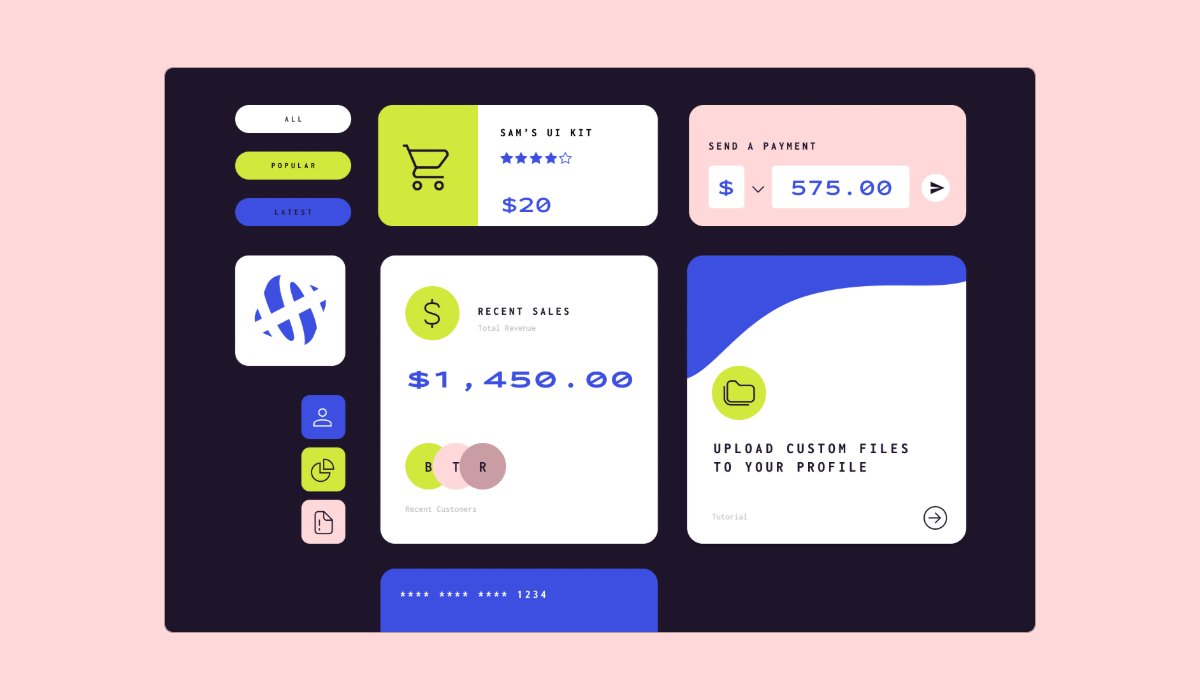 ALL
POPULAR
LATEST
SAM'S UI KIT
$20
SEND A PAYMENT
$ 575.00
$
RECENT SALES
Total Revenue
$1,450.00
B T R
Recent Customers
UPLOAD CUSTOM FILES
TO YOUR PROFILE
Tutorial
**** **** **** 1234